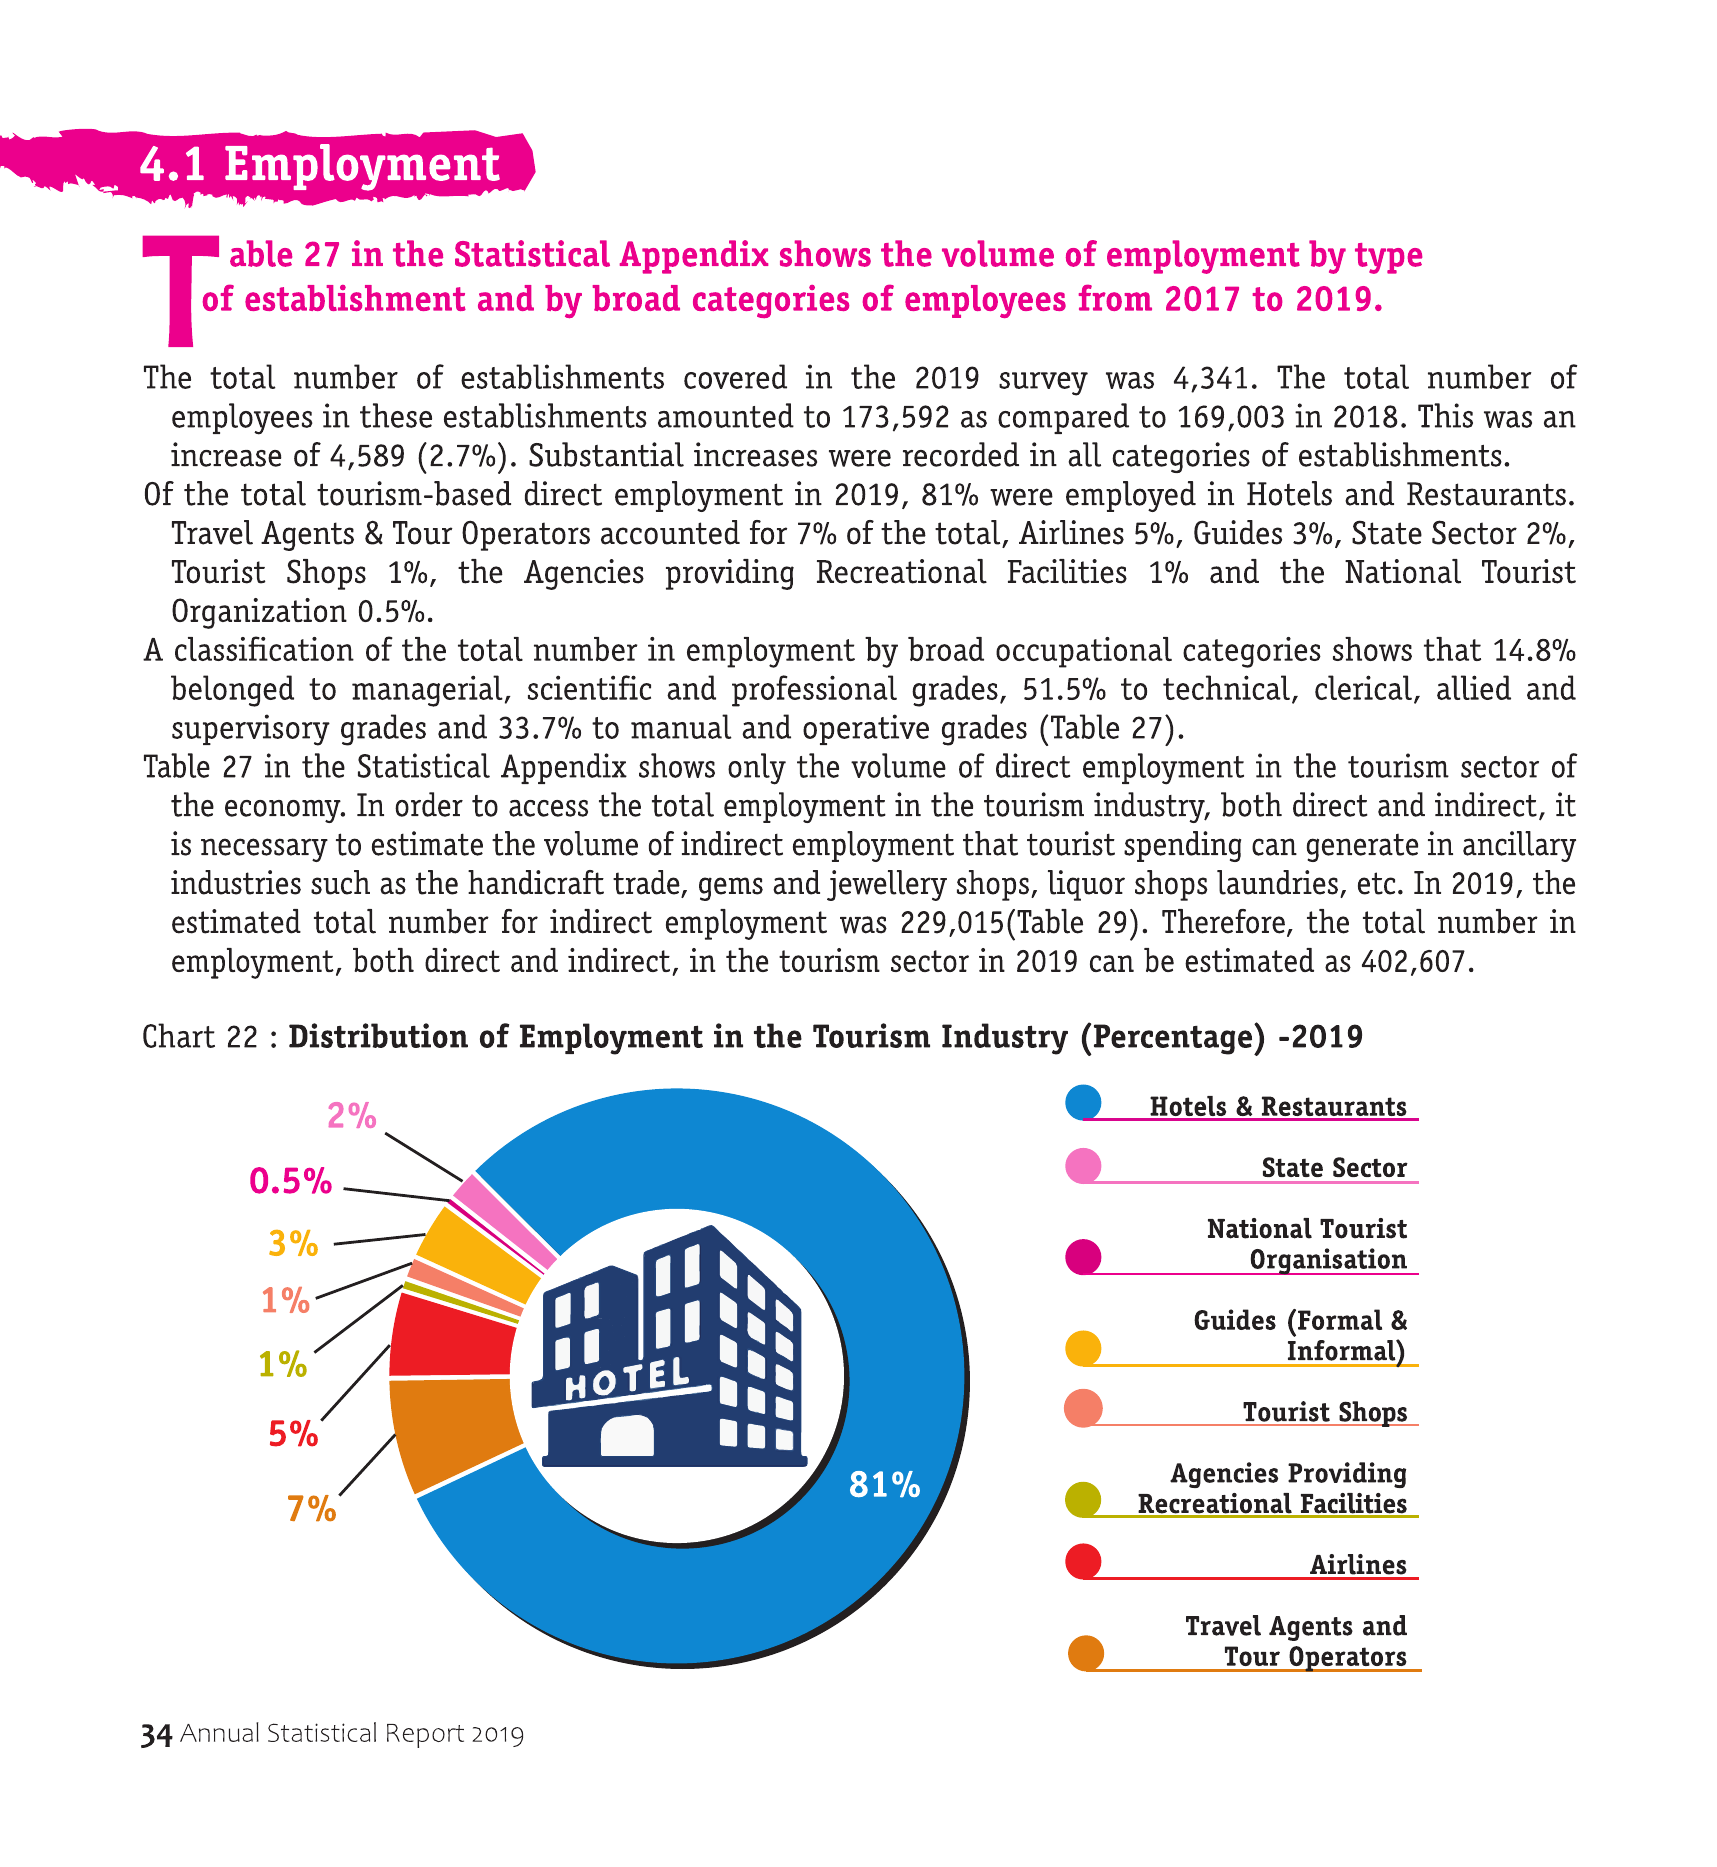 4.1 Employment
Table 27 in the Statistical Appendix shows the volume of employment by type
of establishment and by broad categories of employees from 2017 to 2019.
The total number of establishments covered in the 2019 survey was 4,341. The total number of
employees in these establishments amounted to 173,592 as compared to 169,003 in 2018. This was an
increase of 4,589 (2.7%). Substantial increases were recorded in all categories of establishments.
Of the total tourism-based direct employment in 2019, 81% were employed in Hotels and Restaurants.
Travel Agents & Tour Operators accounted for 7% of the total, Airlines 5%, Guides 3%, State Sector 2%,
Tourist Shops 1%, the Agencies providing Recreational Facilities 1% and the National Tourist
Organization 0.5%.
A classification of the total number in employment by broad occupational categories shows that 14.8%
belonged to managerial, scientific and professional grades, 51.5% to technical, clerical, allied and
supervisory grades and 33.7% to manual and operative grades (Table 27).
Table 27 in the Statistical Appendix shows only the volume of direct employment in the tourism sector of
the economy. In order to access the total employment in the tourism industry, both direct and indirect, it
is necessary to estimate the volume of indirect employment that tourist spending can generate in ancillary
industries such as the handicraft trade, gems and jewellery shops, liquor shops laundries, etc. In 2019, the
estimated total number for indirect employment was 229,015(Table 29). Therefore, the total number in
employment, both direct and indirect, in the tourism sector in 2019 can be estimated as 402,607.
Chart 22 : Distribution of Employment in the Tourism Industry (Percentage) -2019
2%
0.5%
3%
1%
1%
5%
7%
HOTEL
81%
Hotels & Restaurants
State Sector
National Tourist
Organisation
Guides (Formal &
Informal)
Tourist Shops
Agencies Providing
Recreational Facilities
Airlines
Travel Agents and
Tour Operators
34 Annual Statistical Report 2019